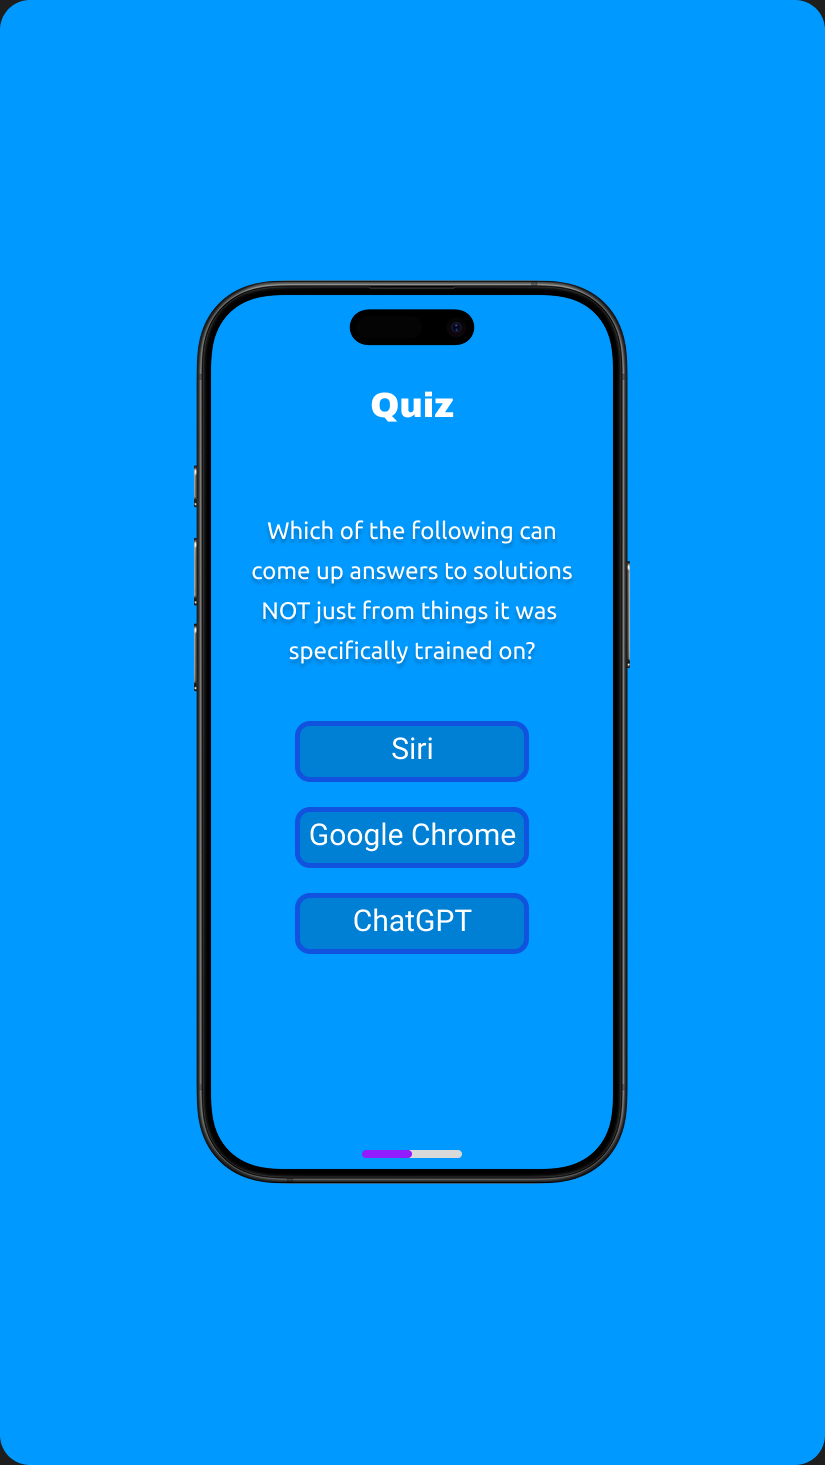 Quiz
Which of the following can
come up answers to solutions
NOT just from things it was
specifically trained on?
Siri
Google Chrome
ChatGPT